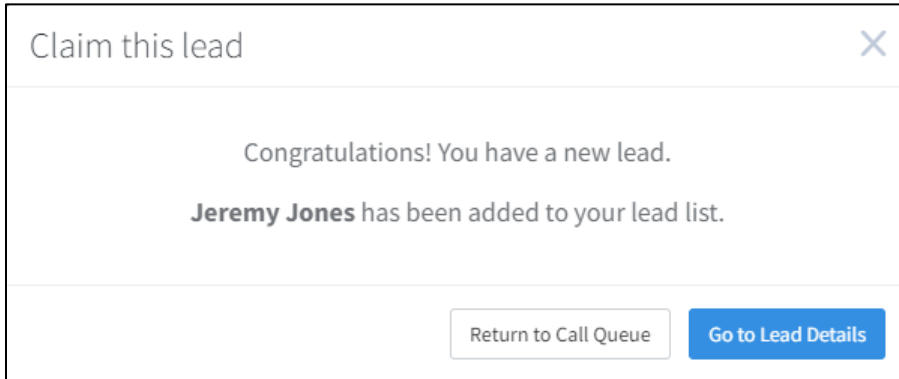 Claim this lead
Congratulations! You have a new lead.
Jeremy Jones has been added to your lead list.
Return to Call Queue
Go to Lead Details